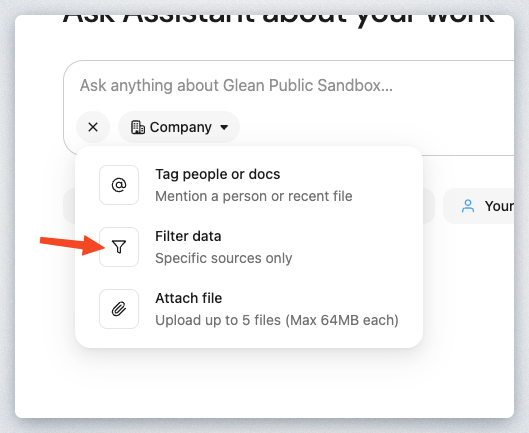 Ask Assistant about your work
Ask anything about Glean Public Sandbox...
Company
Tag people or docs
Mention a person or recent file
Your
Filter data
Specific sources only
Attach file
Upload up to 5 files (Max 64MB each)